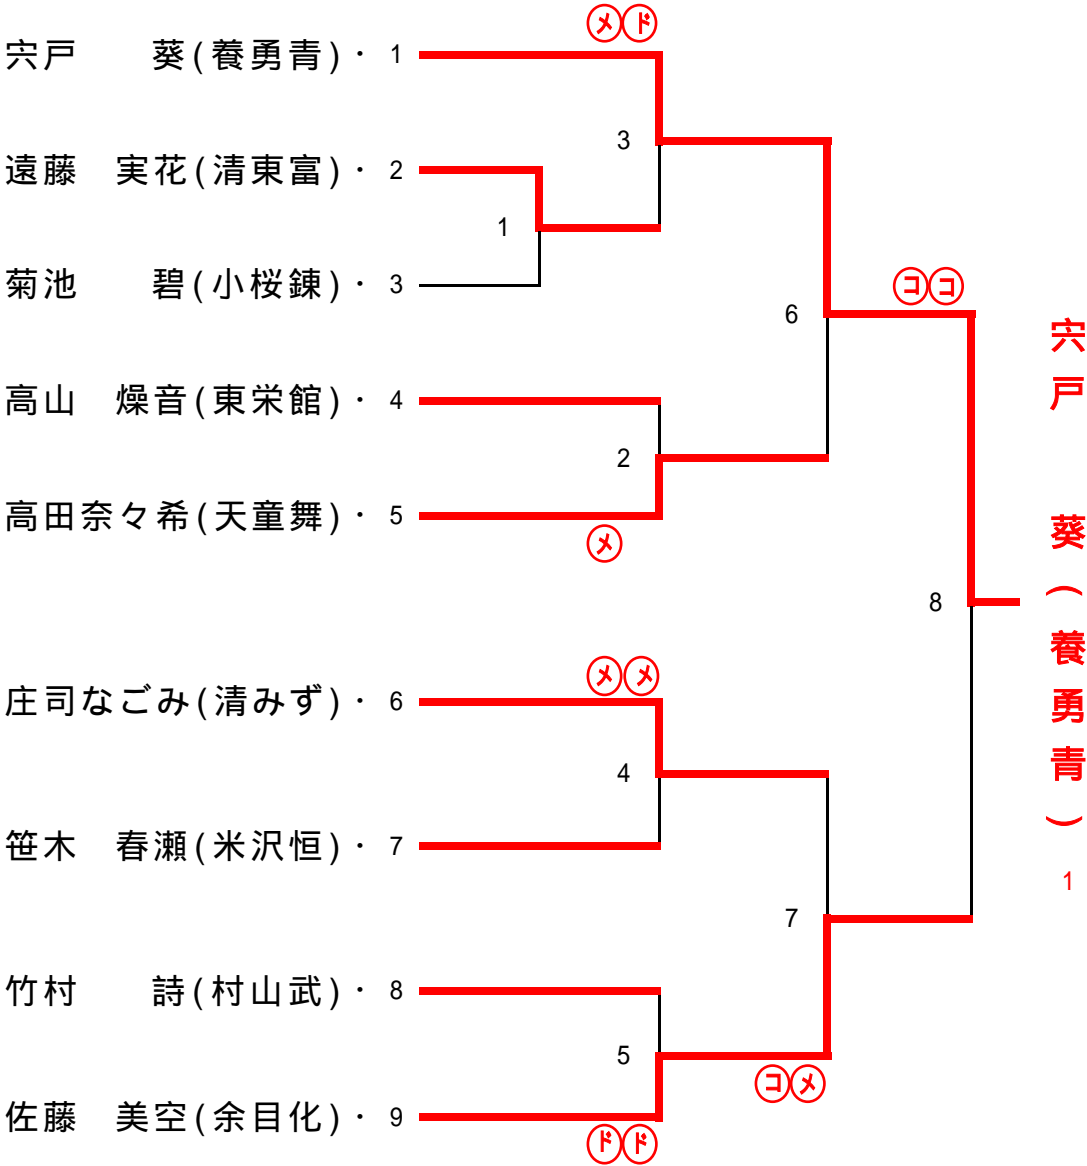 メド
宍戸　葵(養勇青)・ 1
3
遠藤　実花(清東富)・ 2
1
菊池　碧(小桜錬)・ 3
ココ
6
高山　燥音(東栄館)・ 4
2
高田奈々希(天童舞)・ 5
メ
8
宍戸　葵(養勇青) 1
メメ
庄司なごみ(清みず)・ 6
4
笹木　春瀬(米沢恒)・ 7
7
竹村　詩(村山武)・ 8
5
コメ
佐藤　美空(余目化)・ 9
ドド